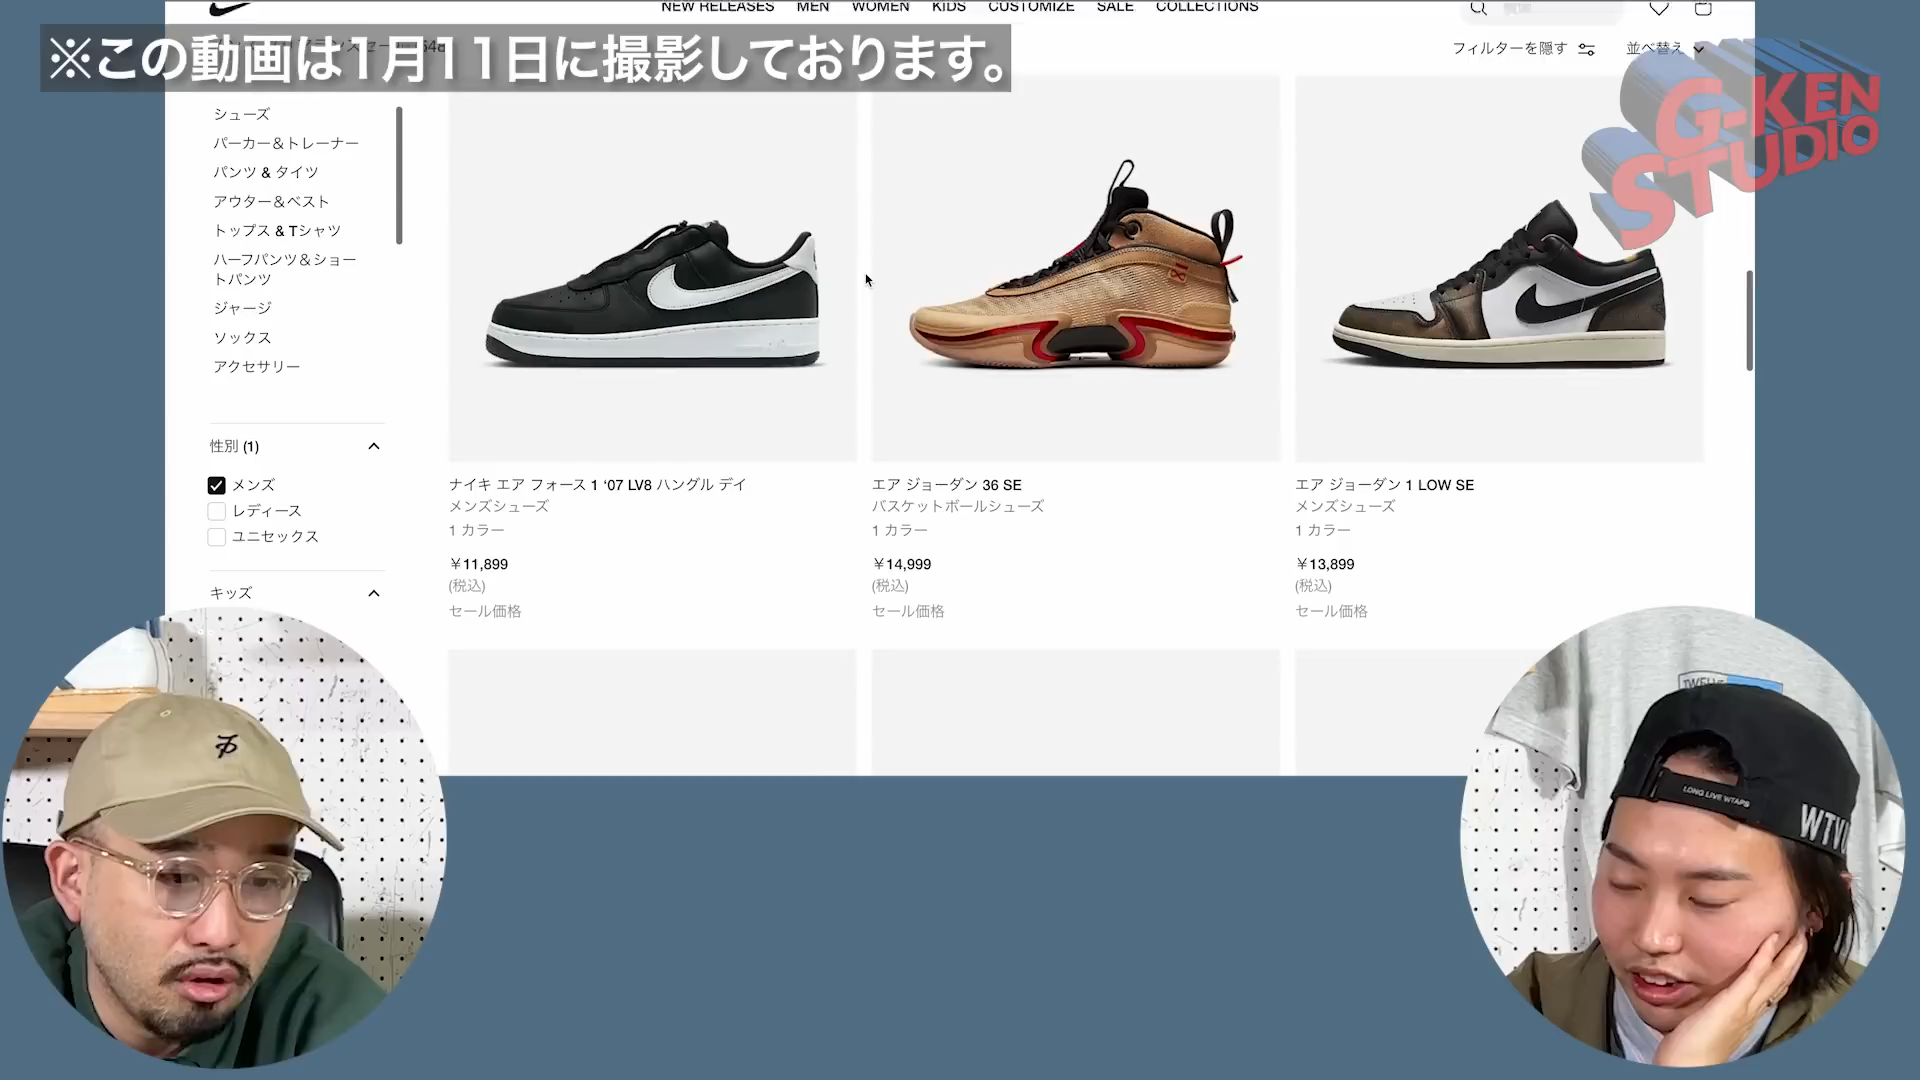 NEW RELEASES MEN WOMEN KIDS CUSTOMIZE SALE COLLECTIONS
※この動画は1月11日に撮影しております。
フィルターを隠す 並べ替え
G-KEN
STUDIO
シューズ
パーカー＆トレーナー
パンツ & タイツ
アウター＆ベスト
トップス & Tシャツ
ハーフパンツ＆ショー
トパンツ
ジャージ
ソックス
アクセサリー
性別 (1)
メンズ
レディース
ユニセックス
キッズ
ナイキ エア フォース 1 '07 LV8 ハングル デイ
メンズシューズ
1 カラー
￥11,899
(税込)
セール価格
エア ジョーダン 36 SE
バスケットボールシューズ
1 カラー
￥14,999
(税込)
セール価格
エア ジョーダン 1 LOW SE
メンズシューズ
1 カラー
￥13,899
(税込)
セール価格
TWELVE
LONG LIVE WTAPS